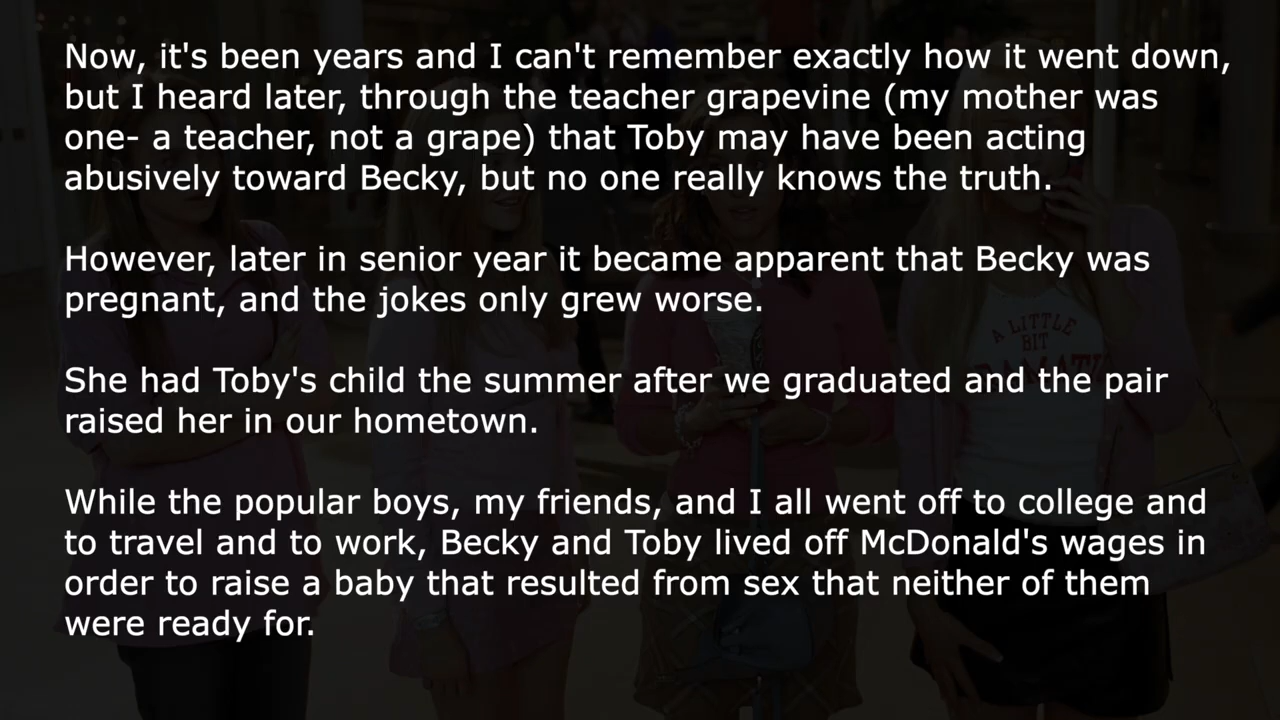 Now, it's been years and I can't remember exactly how it went down,
but I heard later, through the teacher grapevine (my mother was
one- a teacher, not a grape) that Toby may have been acting
abusively toward Becky, but no one really knows the truth.
However, later in senior year it became apparent that Becky was
pregnant, and the jokes only grew worse.
She had Toby's child the summer after we graduated and the pair
raised her in our hometown.
While the popular boys, my friends, and I all went off to college and
to travel and to work, Becky and Toby lived off McDonald's wages in
order to raise a baby that resulted from sex that neither of them
were ready for.
A LITTLE
BIT